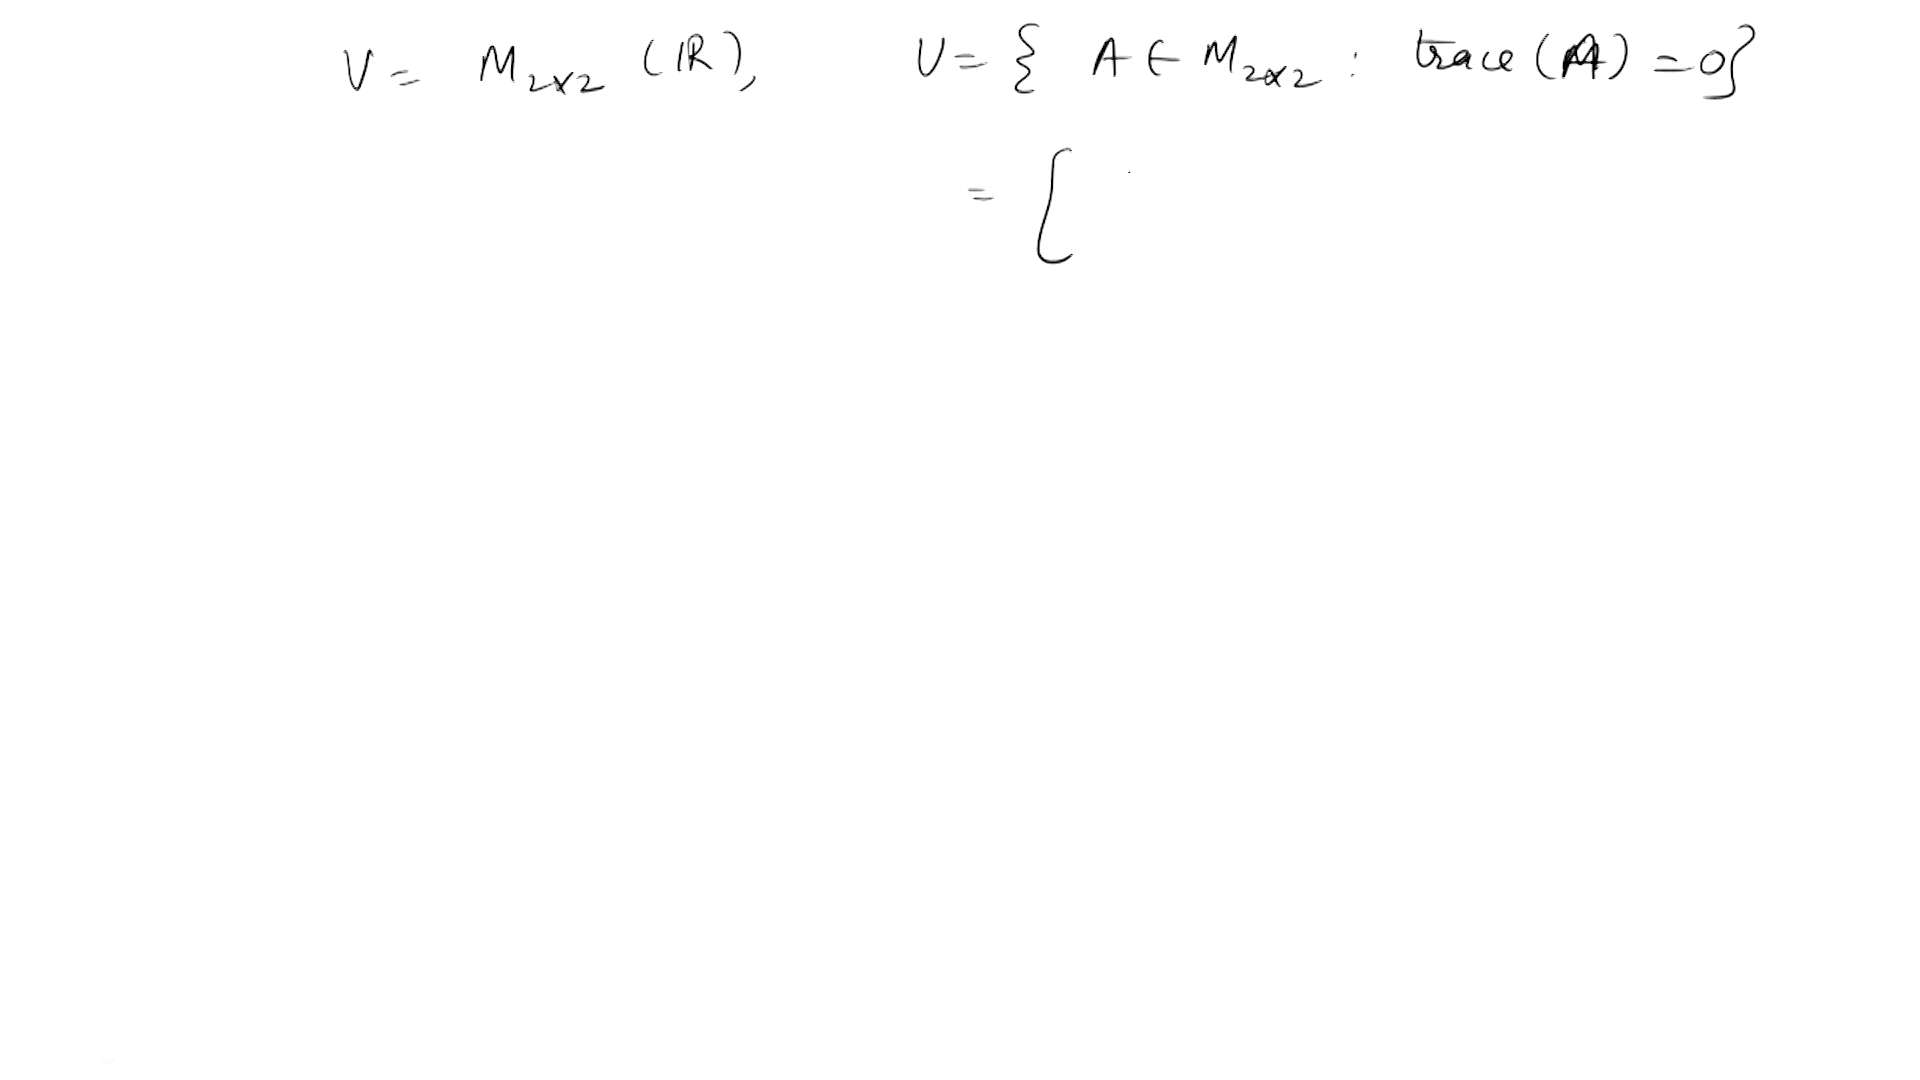 V = M₂ₓ₂ (ℝ), U = { A ∈ M₂ₓ₂ : trace (A) = 0}
= {